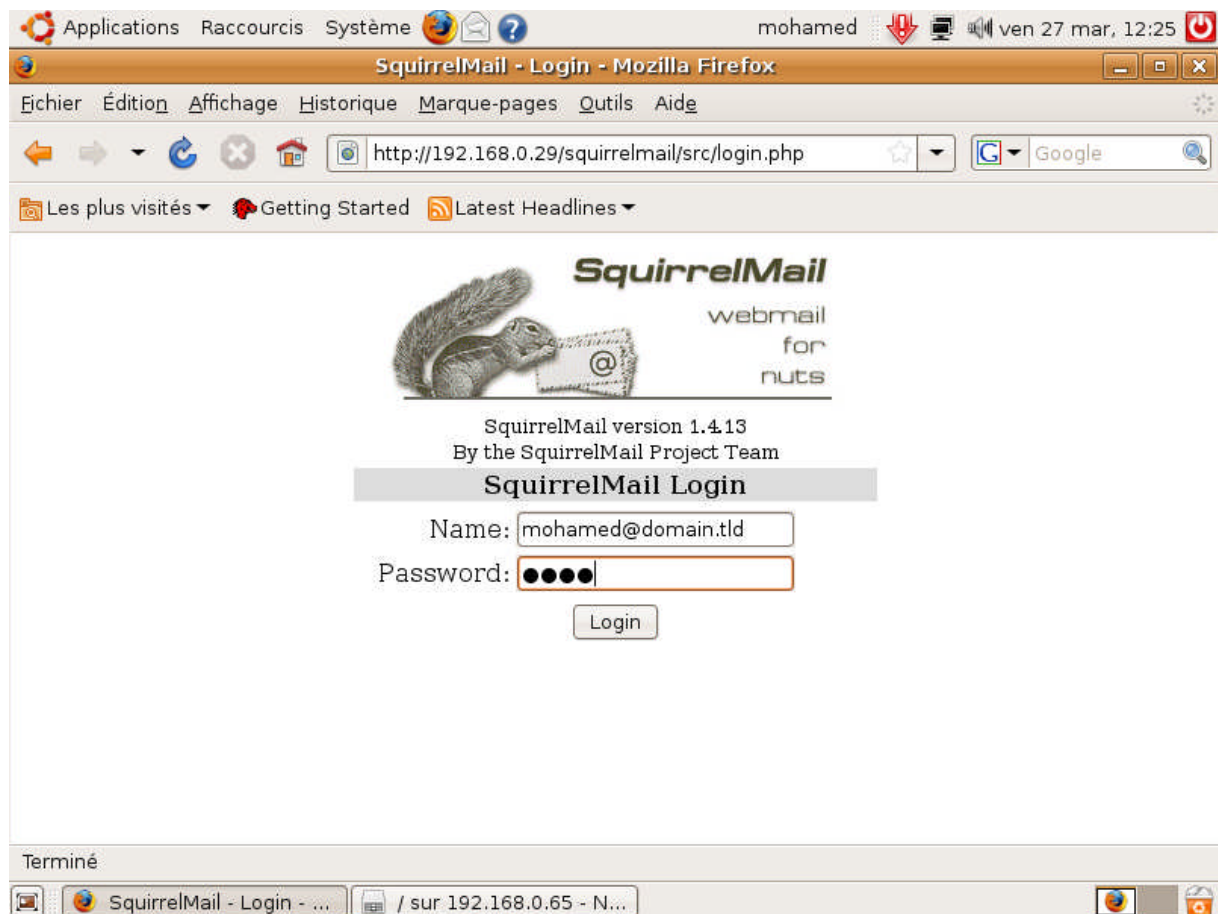 Applications Raccourcis Système mohamed ven 27 mar, 12:25
SquirrelMail - Login - Mozilla Firefox
Fichier Édition Affichage Historique Marque-pages Outils Aide
http://192.168.0.29/squirrelmail/src/login.php Google
Les plus visités Getting Started Latest Headlines
SquirrelMail
webmail
for
nuts
@
SquirrelMail version 1.4.13
By the SquirrelMail Project Team
SquirrelMail Login
Name: mohamed@domain.tld
Password: ●●●●
Login
Terminé
SquirrelMail - Login - ... / sur 192.168.0.65 - N...